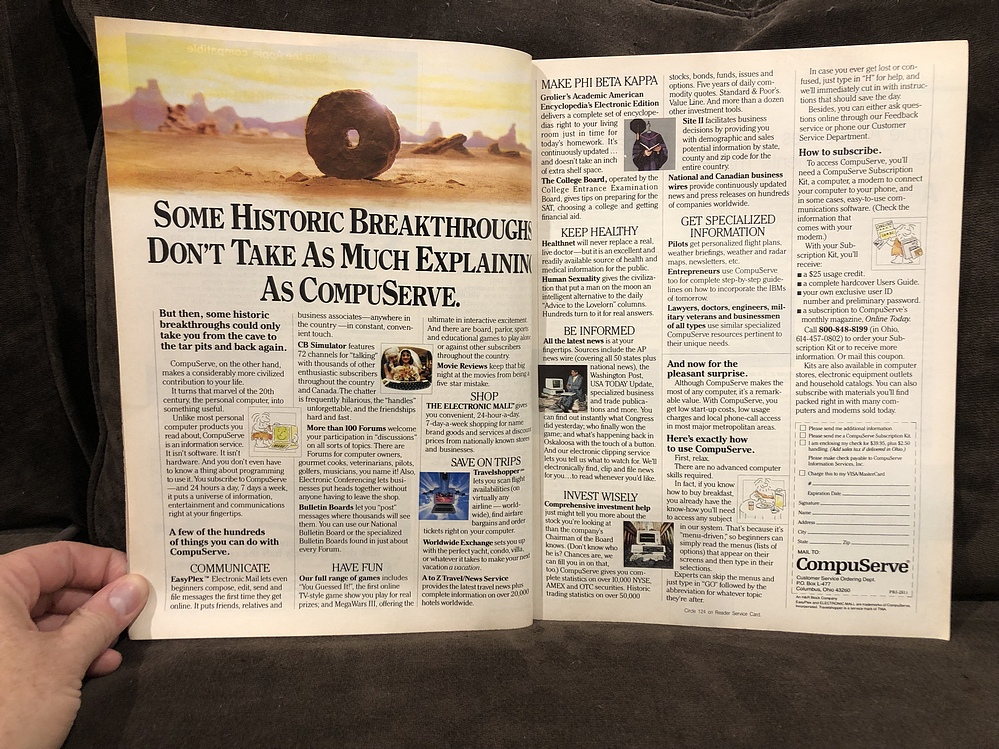 SOME HISTORIC BREAKTHROUGHS
DON'T TAKE AS MUCH EXPLAINING
AS COMPUSERVE.
But then, some historic
breakthroughs could only
take you from the cave to
the tar pits and back again.
CompuServe, on the other hand,
makes a considerably more civilized
contribution to your life.
It turns that marvel of the 20th
century, the personal computer, into
something useful.
Unlike most personal
computer products you
read about, CompuServe
is an information service.
It isn't software. It isn't
hardware. And you don't even have
to know a thing about programming
to use it. You subscribe to CompuServe
—and 24 hours a day, 7 days a week,
it puts a universe of information,
entertainment and communications
right at your fingertips.
A few of the hundreds
of things you can do with
CompuServe.
COMMUNICATE
EasyPlex™ Electronic Mail lets even
beginners compose, edit, send and
file messages the first time they get
online. It puts friends, relatives and
business associates—anywhere in
the country—in constant, conven-
ient touch.
CB Simulator features
72 channels for "talking"
with thousands of other
enthusiastic subscribers
throughout the country
and Canada. The chatter
is frequently hilarious, the "handles"
unforgettable, and the friendships
hard and fast.
More than 100 Forums welcome
your participation in "discussions"
on all sorts of topics. There are
Forums for computer owners,
gourmet cooks, veterinarians, pilots,
golfers, musicians, you name it! Also,
Electronic Conferencing lets busi-
nesses put heads together without
anyone having to leave the shop.
Bulletin Boards let you "post"
messages where thousands will see
them. You can use our National
Bulletin Board or the specialized
Bulletin Boards found in just about
every Forum.
HAVE FUN
Our full range of games includes
"You Guessed It!", the first online
TV-style game show you play for real
prizes; and MegaWars III, offering the
ultimate in interactive excitement.
And there are board, parlor, sports
and educational games to play alone
or against other subscribers
throughout the country.
Movie Reviews keep that big
night at the movies from being a
five star mistake.
SHOP
THE ELECTRONIC MALL™ gives
you convenient, 24-hour-a-day,
7-day-a-week shopping for name
brand goods and services at discount
prices from nationally known stores
and businesses.
SAVE ON TRIPS
Travelshopper℠
lets you scan flight
availabilities (on
virtually any
airline — world-
wide), find airfare
bargains and order
tickets right on your computer.
Worldwide Exchange sets you up
with the perfect yacht, condo, villa,
or whatever it takes to make your next
vacation a vacation.
A to Z Travel/News Service
provides the latest travel news plus
complete information on over 20,000
hotels worldwide.
MAKE PHI BETA KAPPA
Grolier's Academic American
Encyclopedia's Electronic Edition
delivers a complete set of encyclope-
dias right to your living
room just in time for
today's homework. It's
continuously updated ...
and doesn't take an inch
of extra shelf space.
The College Board, operated by the
College Entrance Examination
Board, gives tips on preparing for the
SAT, choosing a college and getting
financial aid.
KEEP HEALTHY
Healthnet will never replace a real,
live doctor—but it is an excellent and
readily available source of health and
medical information for the public.
Human Sexuality gives the civiliza-
tion that put a man on the moon an
intelligent alternative to the daily
"Advice to the Lovelorn" columns.
Hundreds turn to it for real answers.
BE INFORMED
All the latest news is at your
fingertips. Sources include the AP
news wire (covering all 50 states plus
national news), the
Washington Post,
USA TODAY Update,
specialized business
and trade publica-
tions and more. You
can find out instantly what Congress
did yesterday; who finally won the
game; and what's happening back in
Oskaloosa with the touch of a button.
And our electronic clipping service
lets you tell us what to watch for. We'll
electronically find, clip and file news
for you...to read whenever you'd like.
INVEST WISELY
Comprehensive investment help
just might tell you more about the
stock you're looking at
than the company's
Chairman of the Board
knows. (Don't know who
he is? Chances are, we
can fill you in on that,
too.) CompuServe gives you com-
plete statistics on over 10,000 NYSE,
AMEX and OTC securities. Historic
trading statistics on over 50,000
stocks, bonds, funds, issues and
options. Five years of daily com-
modity quotes. Standard & Poor's.
Value Line. And more than a dozen
other investment tools.
Site II facilitates business
decisions by providing you
with demographic and sales
potential information by state,
county and zip code for the
entire country.
National and Canadian business
wires provide continuously updated
news and press releases on hundreds
of companies worldwide.
GET SPECIALIZED
INFORMATION
Pilots get personalized flight plans,
weather briefings, weather and radar
maps, newsletters, etc.
Entrepreneurs use CompuServe
too for complete step-by-step guide-
lines on how to incorporate the IBMs
of tomorrow.
Lawyers, doctors, engineers, mil-
itary veterans and businessmen
of all types use similar specialized
CompuServe resources pertinent to
their unique needs.
And now for the
pleasant surprise.
Although CompuServe makes the
most of any computer, it's a remark-
able value. With CompuServe, you
get low start-up costs, low usage
charges and local phone-call access
in most major metropolitan areas.
Here's exactly how
to use CompuServe.
First, relax.
There are no advanced computer
skills required.
In fact, if you know
how to buy breakfast,
you already have the
know-how you'll need
to access any subject
in our system. That's because it's
"menu-driven," so beginners can
simply read the menus (lists of
options) that appear on their
screens and then type in their
selections.
Experts can skip the menus and
just type in "GO" followed by the
abbreviation for whatever topic
they're after.
Circle 124 on Reader Service Card.
In case you ever get lost or con-
fused, just type in "H" for help, and
we'll immediately cut in with instruc-
tions that should save the day.
Besides, you can either ask ques-
tions online through our Feedback
service or phone our Customer
Service Department.
How to subscribe.
To access CompuServe, you'll
need a CompuServe Subscription
Kit, a computer, a modem to connect
your computer to your phone, and
in some cases, easy-to-use com-
munications software. (Check the
information that
comes with your
modem.)
With your Sub-
scription Kit, you'll
receive:
■ a $25 usage credit.
■ a complete hardcover Users Guide.
■ your own exclusive user ID
number and preliminary password.
■ a subscription to CompuServe's
monthly magazine, Online Today.
Call 800-848-8199 (in Ohio,
614-457-0802) to order your Sub-
scription Kit or to receive more
information. Or mail this coupon.
Kits are also available in computer
stores, electronic equipment outlets
and household catalogs. You can also
subscribe with materials you'll find
packed right in with many com-
puters and modems sold today.
Please send me additional information.
Please send me a CompuServe Subscription Kit.
I am enclosing my check for $39.95, plus $2.50
handling. (Add sales tax if delivered in Ohio.)
Please make check payable to CompuServe
Information Services, Inc.
Charge this to my VISA/MasterCard
#
Expiration Date
Signature
Name
Address
City
State Zip
MAIL TO:
CompuServe®
Customer Service Ordering Dept.
P.O. Box L-477
Columbus, Ohio 43260
An H&R Block Company
EasyPlex and ELECTRONIC MALL are trademarks of CompuServe
Incorporated. Travelshopper is a service mark of TWA.